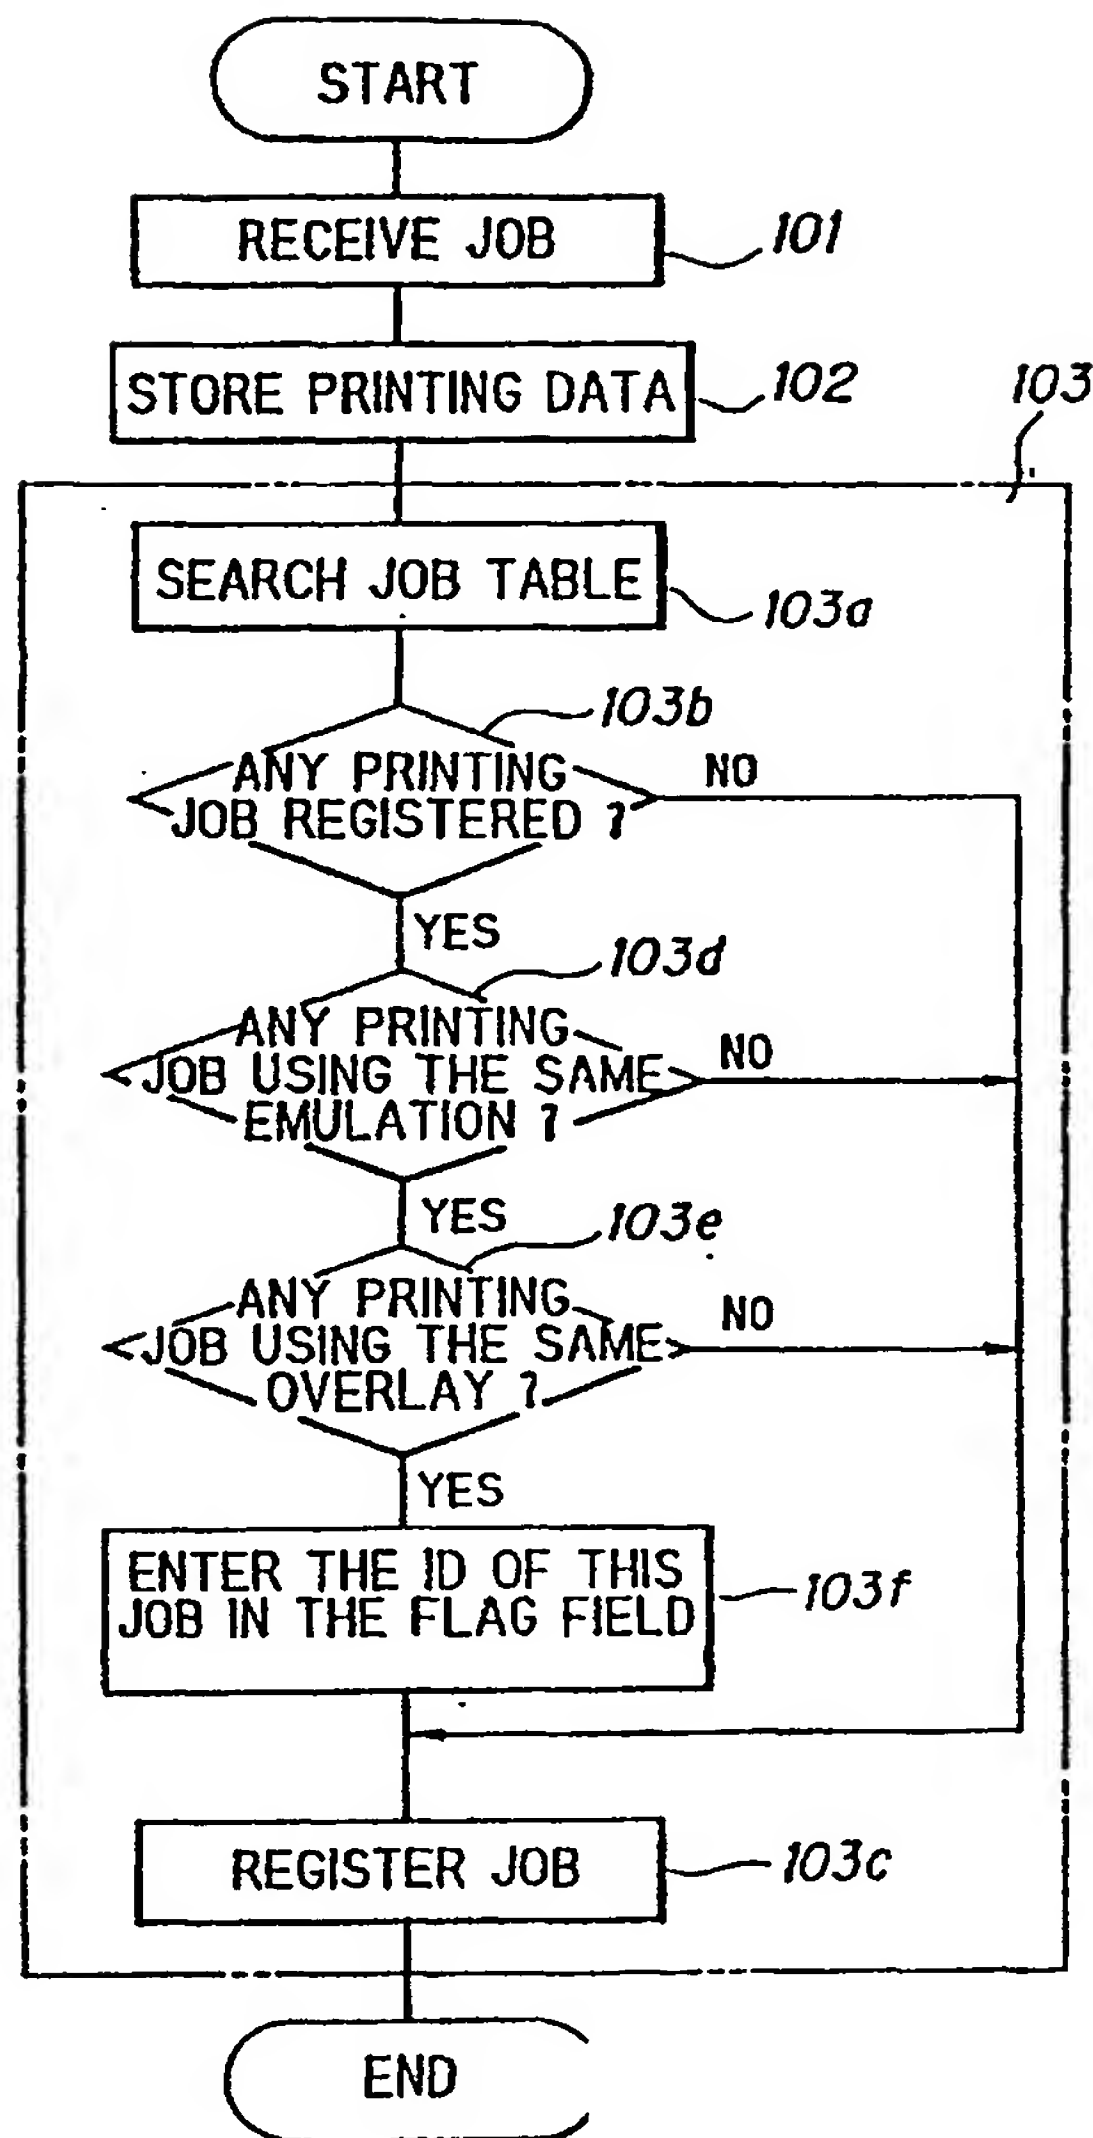 START
RECEIVE JOB
101
STORE PRINTING DATA
102
103
SEARCH JOB TABLE
103a
103b
ANY PRINTING
JOB REGISTERED ?
NO
YES
103d
ANY PRINTING
JOB USING THE SAME
EMULATION ?
NO
YES
103e
ANY PRINTING
JOB USING THE SAME
OVERLAY ?
NO
YES
ENTER THE ID OF THIS
JOB IN THE FLAG FIELD
103f
REGISTER JOB
103c
END